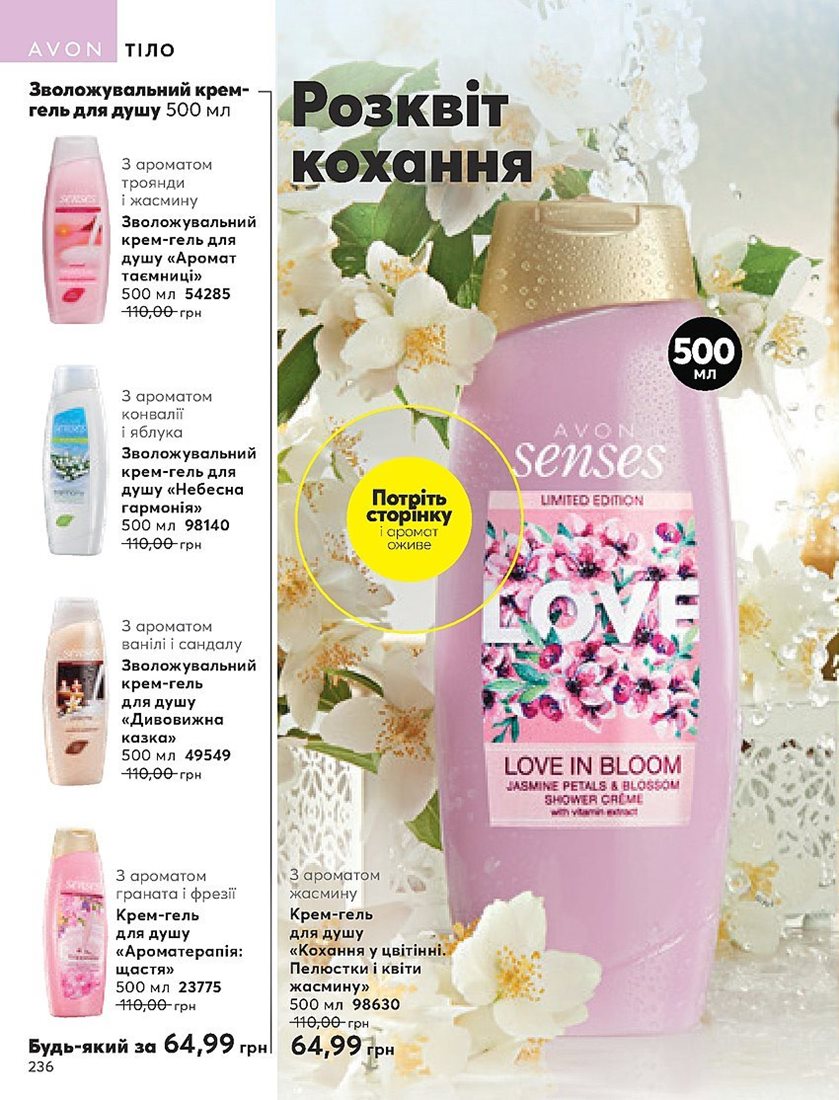 AVON ТІЛО
Зволожувальний крем-
гель для душу 500 мл
З ароматом
троянди
і жасмину
Зволожувальний
крем-гель для
душу «Аромат
таємниці»
500 мл 54285
110,00 грн
З ароматом
конвалії
і яблука
Зволожувальний
крем-гель для
душу «Небесна
гармонія»
500 мл 98140
110,00 грн
З ароматом
ванілі і сандалу
Зволожувальний
крем-гель
для душу
«Дивовижна
казка»
500 мл 49549
110,00 грн
З ароматом
граната і фрезії
Крем-гель
для душу
«Ароматерапія:
щастя»
500 мл 23775
110,00 грн
Будь-який за 64,99 грн
236
senses
senses
senses
senses
Розквіт
кохання
500
мл
Потріть
сторінку
і аромат
оживе
AVON
senses
LIMITED EDITION
LOVE
LOVE IN BLOOM
JASMINE PETALS & BLOSSOM
SHOWER CRÈME
with vitamin extract
З ароматом
жасмину
Крем-гель
для душу
«Кохання у цвітінні.
Пелюстки і квіти
жасмину»
500 мл 98630
110,00 грн
64,99 грн